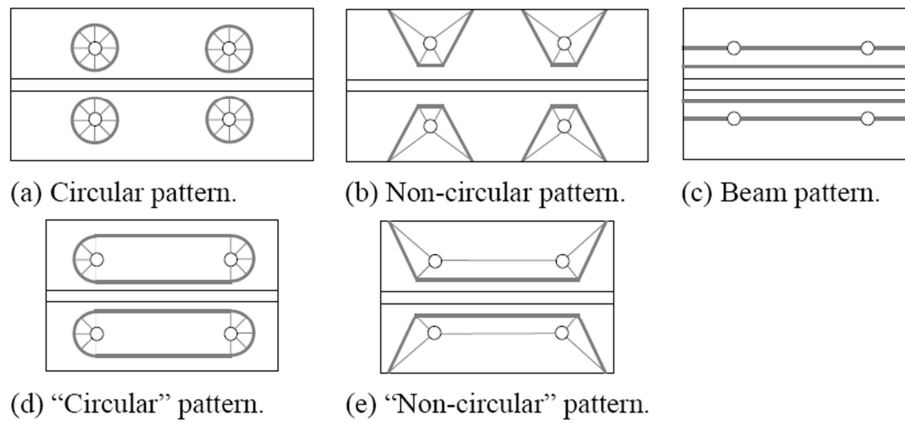 (a) Circular pattern.
(b) Non-circular pattern.
(c) Beam pattern.
(d) “Circular” pattern.
(e) “Non-circular” pattern.